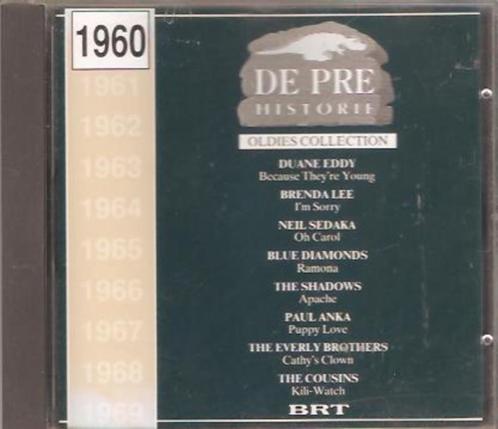 1960
1961
1962
1963
1964
1965
1966
1967
1968
1969
DE PRE
HISTORIE
OLDIES COLLECTION
DUANE EDDY
Because They're Young
BRENDA LEE
I'm Sorry
NEIL SEDAKA
Oh Carol
BLUE DIAMONDS
Ramona
THE SHADOWS
Apache
PAUL ANKA
Puppy Love
THE EVERLY BROTHERS
Cathy's Clown
THE COUSINS
Kili-Watch
BRT